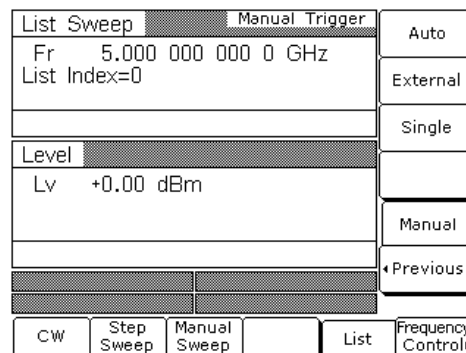 List Sweep Manual Trigger
Fr 5.000 000 000 0 GHz
List Index=0
Level
Lv +0.00 dBm
Auto
External
Single
Manual
Previous
CW
Step
Sweep
Manual
Sweep
List
Frequency
Control